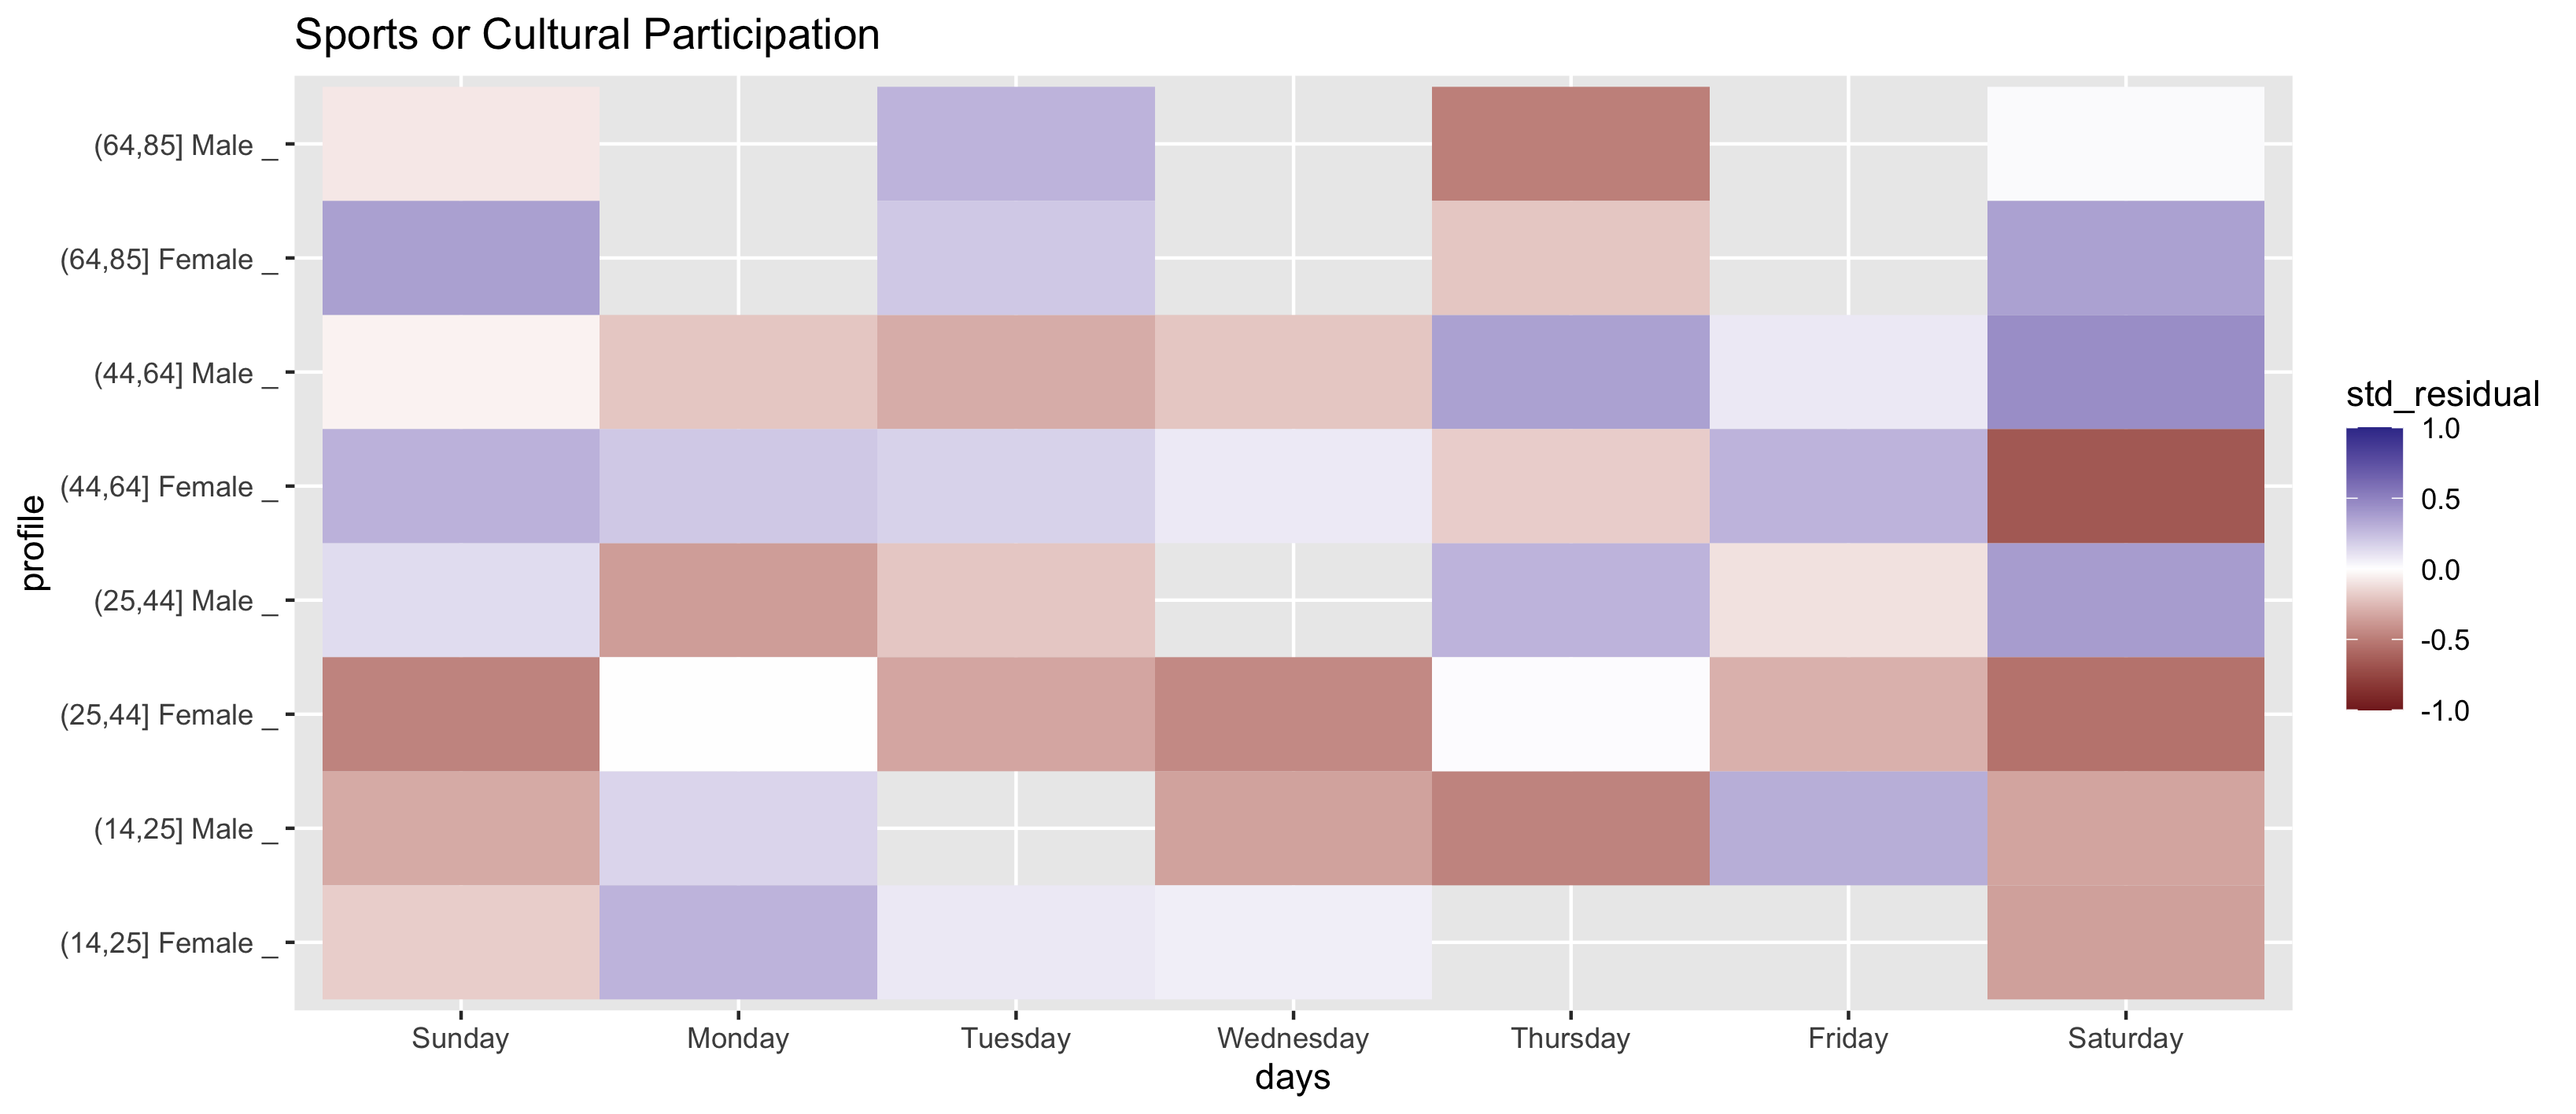 Sports or Cultural Participation
profile
(64,85] Male _
(64,85] Female _
(44,64] Male _
(44,64] Female _
(25,44] Male _
(25,44] Female _
(14,25] Male _
(14,25] Female _
Sunday Monday Tuesday Wednesday Thursday Friday Saturday
days
std_residual
1.0
0.5
0.0
-0.5
-1.0